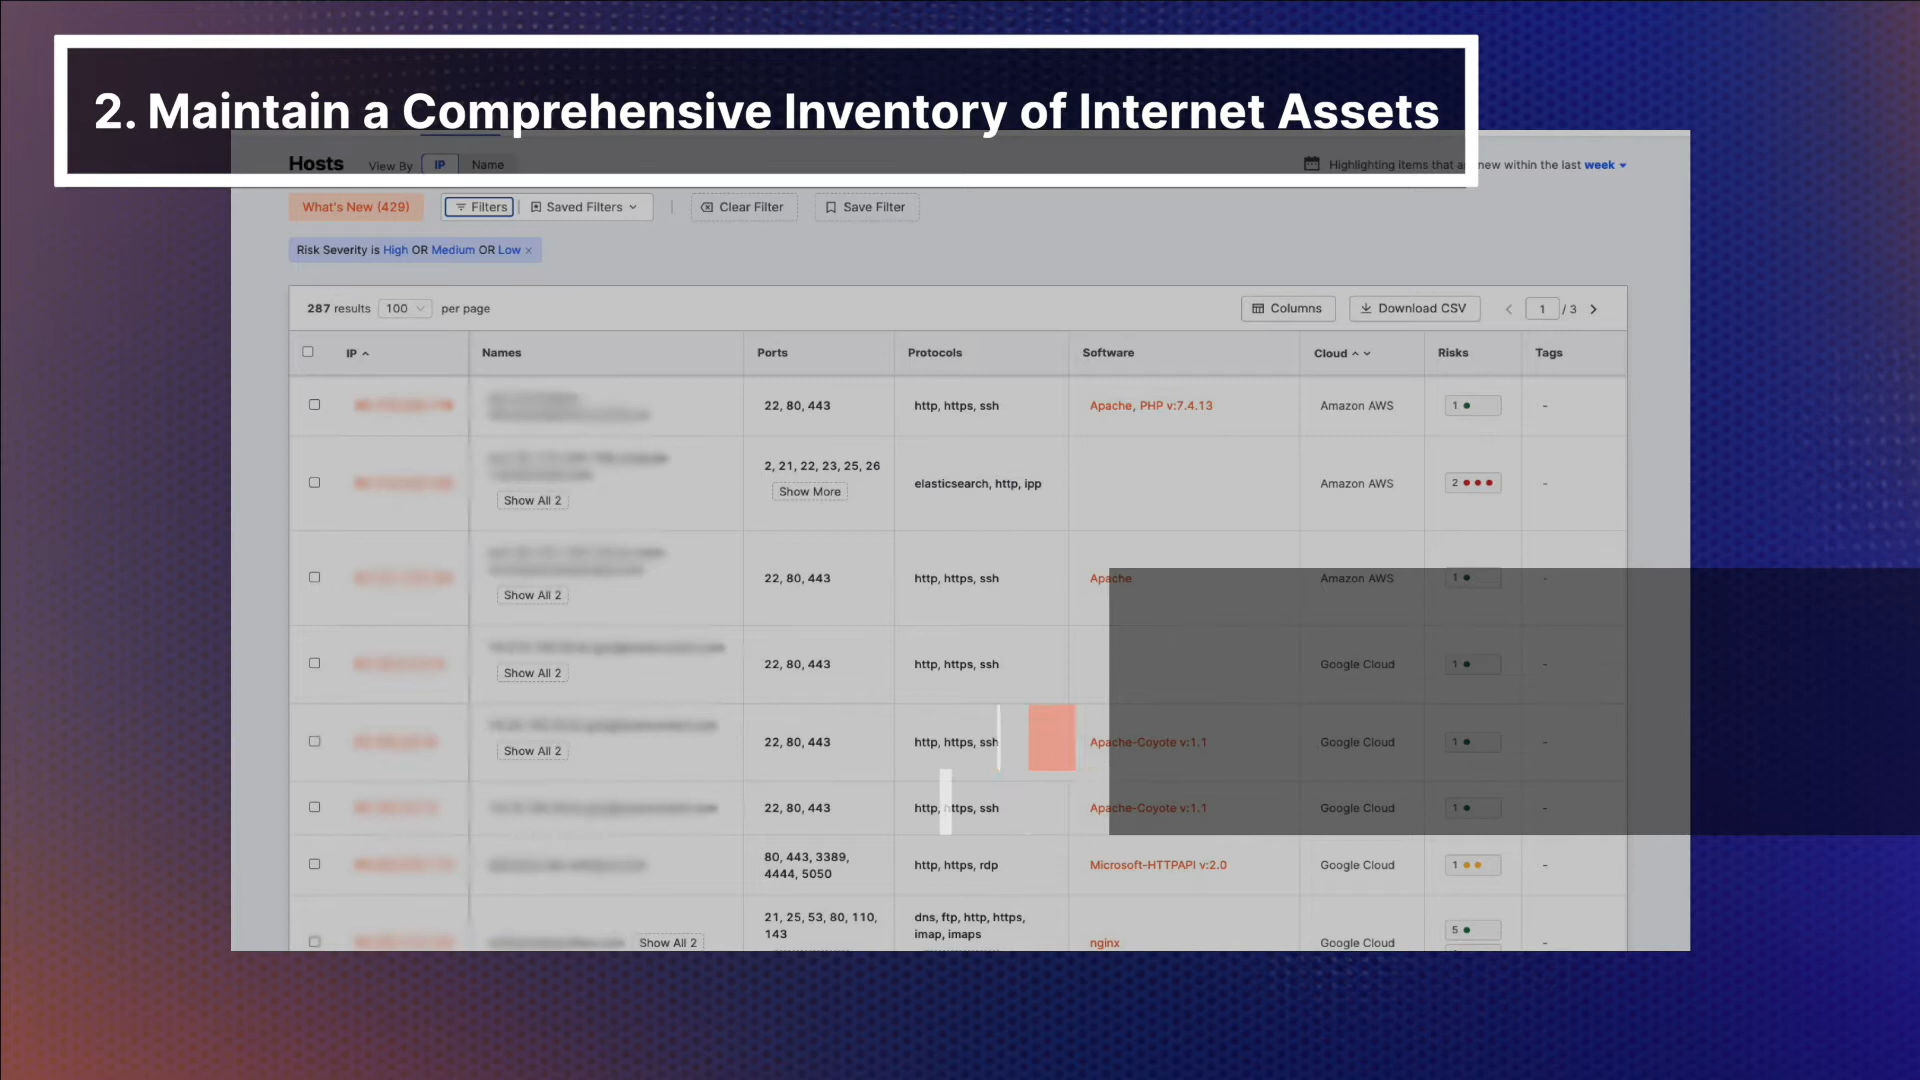 2. Maintain a Comprehensive Inventory of Internet Assets
Hosts View By IP Name
Highlighting items that a new within the last week
What's New (429) Filters Saved Filters Clear Filter Save Filter
Risk Severity is High OR Medium OR Low ×
287 results 100 per page Columns Download CSV 1 / 3
IP Names Ports Protocols Software Cloud Risks Tags
22, 80, 443 http, https, ssh Apache, PHP v:7.4.13 Amazon AWS 1 -
2, 21, 22, 23, 25, 26
Show All 2 Show More elasticsearch, http, ipp Amazon AWS 2 -
22, 80, 443 http, https, ssh Apache Amazon AWS 1 -
Show All 2
22, 80, 443 http, https, ssh Google Cloud 1 -
Show All 2
22, 80, 443 http, https, ssh Apache-Coyote v:1.1 Google Cloud 1 -
Show All 2
22, 80, 443 http, https, ssh Apache-Coyote v:1.1 Google Cloud 1 -
80, 443, 3389,
4444, 5050 http, https, rdp Microsoft-HTTPAPI v:2.0 Google Cloud 1 -
21, 25, 53, 80, 110, dns, ftp, http, https,
143 imap, imaps 5
Show All 2 nginx Google Cloud -